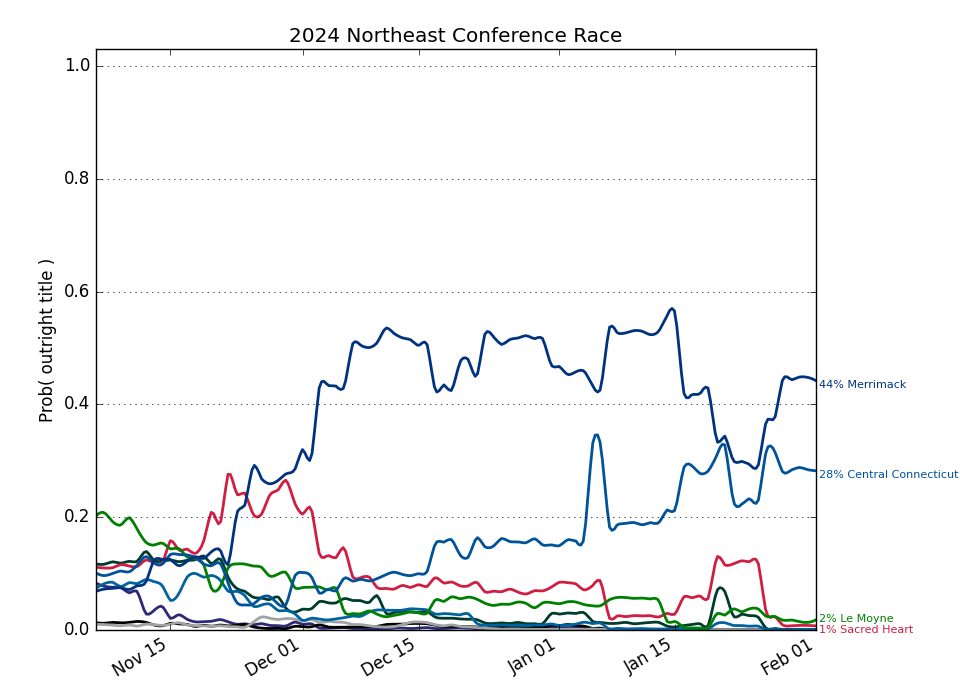 2024 Northeast Conference Race
1.0
0.8
0.6
0.4
0.2
0.0
Prob( outright title )
44% Merrimack
28% Central Connecticut
2% Le Moyne
1% Sacred Heart
Nov 15
Dec 01
Dec 15
Jan 01
Jan 15
Feb 01